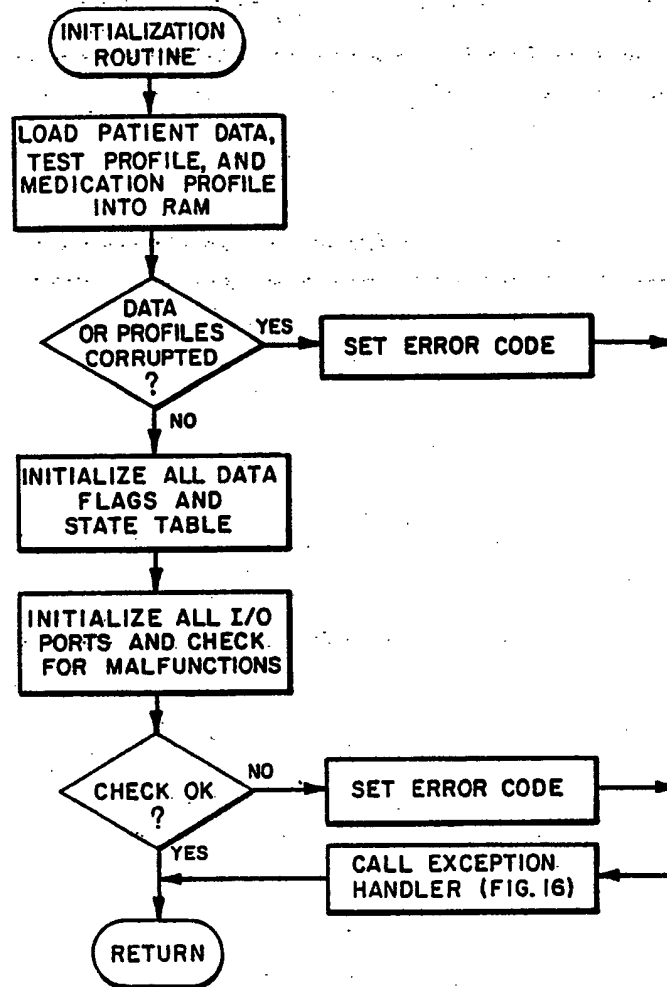 INITIALIZATION
ROUTINE
LOAD PATIENT DATA,
TEST PROFILE, AND
MEDICATION PROFILE
INTO RAM
DATA
OR PROFILES
CORRUPTED
?
YES
SET ERROR CODE
NO
INITIALIZE ALL DATA
FLAGS AND
STATE TABLE
INITIALIZE ALL I/O
PORTS AND CHECK
FOR MALFUNCTIONS
CHECK OK
?
NO
SET ERROR CODE
YES
CALL EXCEPTION
HANDLER (FIG. 16)
RETURN